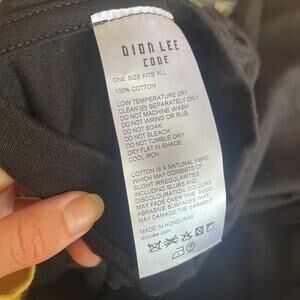 DION LEE
CODE
ONE SIZE FITS ALL
100% COTTON
LOW TEMPERATURE DRY
CLEAN (P) SEPARATELY ONLY
DO NOT MACHINE WASH
DO NOT WRING OR RUB
DO NOT SOAK
DO NOT BLEACH
DO NOT TUMBLE DRY
DRY FLAT IN SHADE
COOL IRON
COTTON IS A NATURAL FIBRE
WHICH MAY CONSISTS OF
SLIGHT IRREGULARITIES
INCLUDING SLUBS AND
DISCOLOURATION. COLOURS
MAY FADE OVER TIME.
ABRASIVE SURFACES THAT
MAY DAMAGE THE GARMENT
MADE IN HONDURAS
dionlee.com